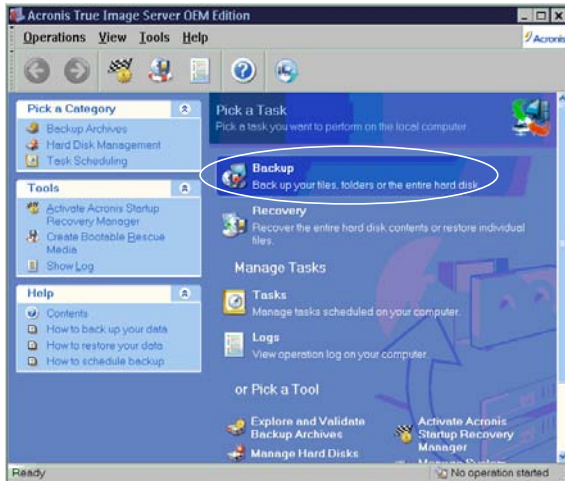 Acronis True Image Server OEM Edition
Operations View Tools Help
Acronis
Pick a Category
Backup Archives
Hard Disk Management
Task Scheduling
Tools
Activate Acronis Startup
Recovery Manager
Create Bootable Rescue
Media
Show Log
Help
Contents
How to back up your data
How to restore your data
How to schedule backup
Pick a Task
Pick a task you want to perform on the local computer.
Backup
Back up your files, folders or the entire hard disk
Recovery
Recover the entire hard disk contents or restore individual
files.
Manage Tasks
Tasks
Manage tasks scheduled on your computer.
Logs
View operation log on your computer.
or Pick a Tool
Explore and Validate
Backup Archives
Manage Hard Disks
Activate Acronis
Startup Recovery
Manager
Manage System
Ready
No operation started